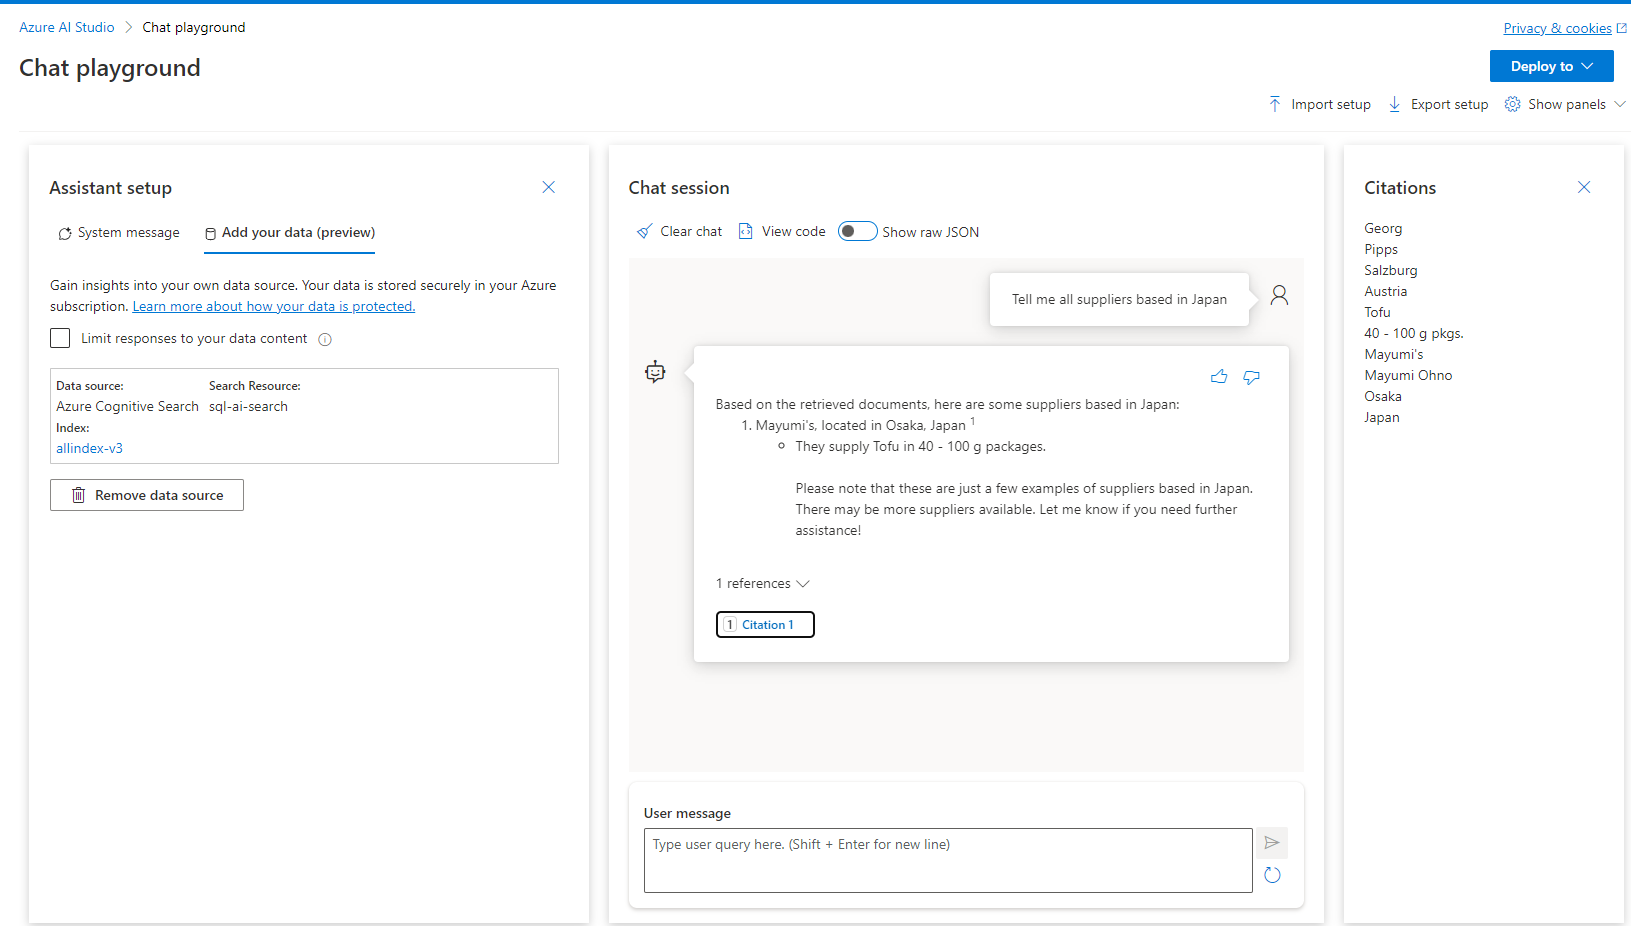 Azure AI Studio > Chat playground
Privacy & cookies
Chat playground
Deploy to
Import setup
Export setup
Show panels
Assistant setup
System message
Add your data (preview)
Gain insights into your own data source. Your data is stored securely in your Azure
subscription. Learn more about how your data is protected.
Limit responses to your data content
Data source:
Azure Cognitive Search
Search Resource:
sql-ai-search
Index:
allindex-v3
Remove data source
Chat session
Clear chat
View code
Show raw JSON
Tell me all suppliers based in Japan
Based on the retrieved documents, here are some suppliers based in Japan:
1. Mayumi's, located in Osaka, Japan 1
They supply Tofu in 40 - 100 g packages.
Please note that these are just a few examples of suppliers based in Japan.
There may be more suppliers available. Let me know if you need further
assistance!
1 references
1 Citation 1
User message
Type user query here. (Shift + Enter for new line)
Citations
Georg
Pipps
Salzburg
Austria
Tofu
40 - 100 g pkgs.
Mayumi's
Mayumi Ohno
Osaka
Japan